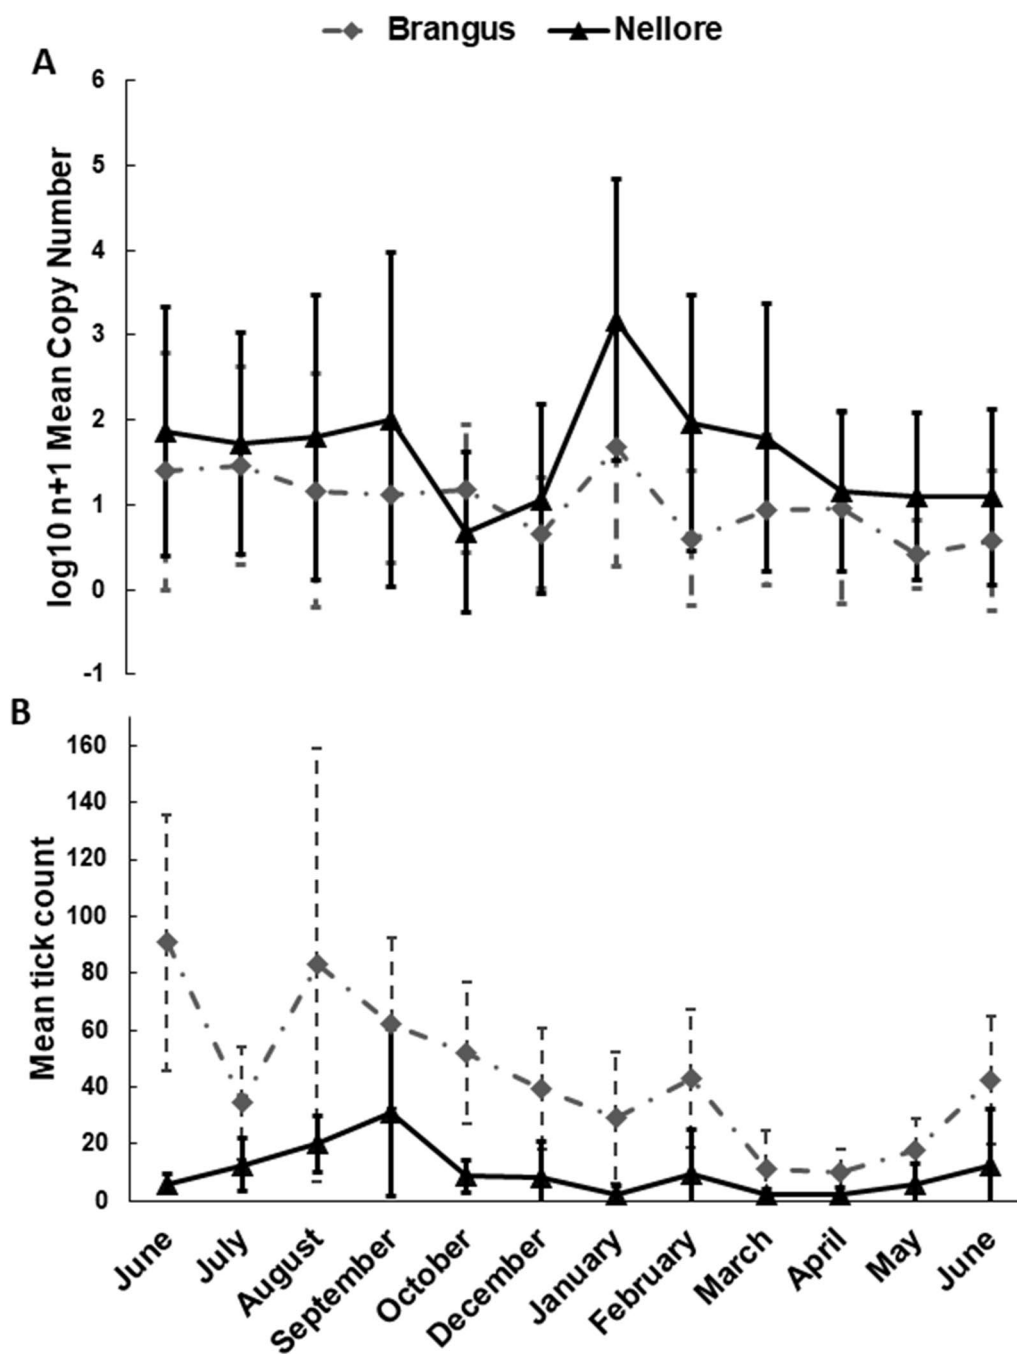 Brangus Nellore
A
6
5
4
3
2
1
0
-1
log10 n+1 Mean Copy Number
B
160
140
120
100
80
60
40
20
0
Mean tick count
June
July
August
September
October
December
January
February
March
April
May
June